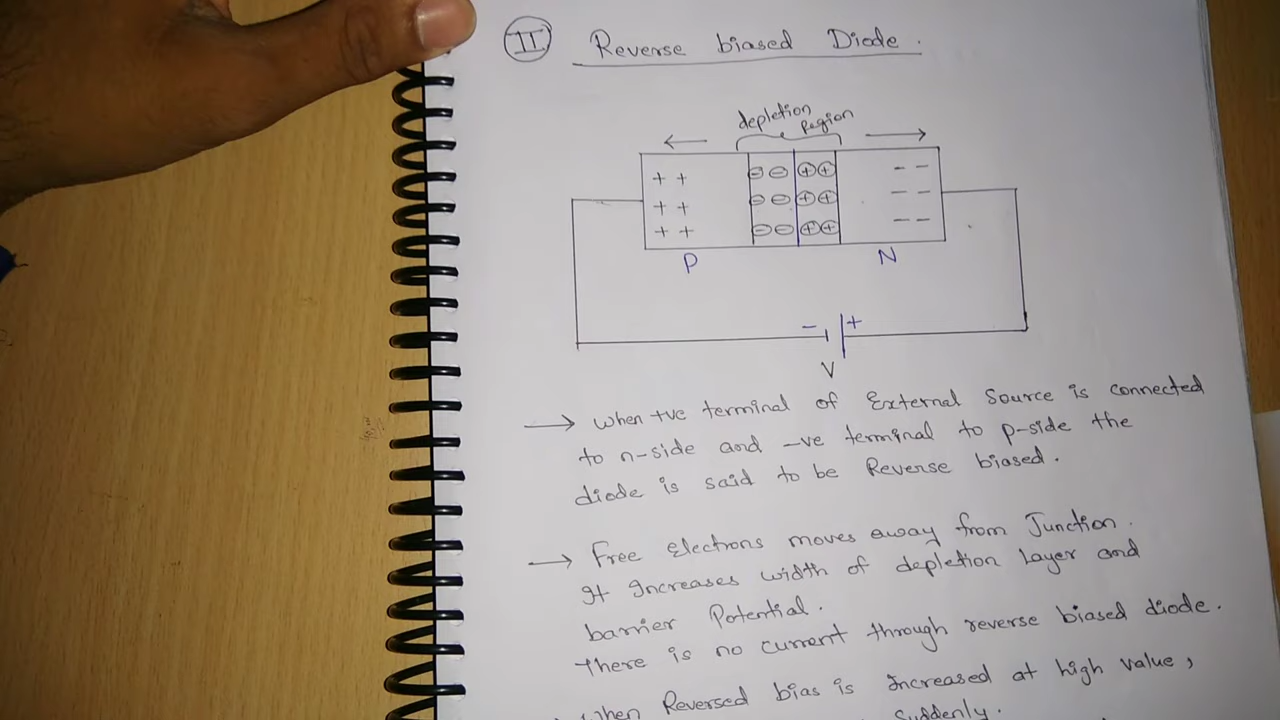 II Reverse biased Diode.
depletion
region
← →
+ + ⊖ ⊖ ⊕ ⊕ - -
+ + ⊖ ⊖ ⊕ ⊕ - -
+ + ⊖ ⊖ ⊕ ⊕ - -
P N
- +
V
→ When +ve terminal of External Source is connected
to n-side and -ve terminal to p-side the
diode is said to be Reverse biased.
→ Free Electrons moves away from Junction.
It Increases width of depletion Layer and
barrier Potential.
There is no current through reverse biased diode.
When Reversed bias is Increased at high value,
Suddenly.